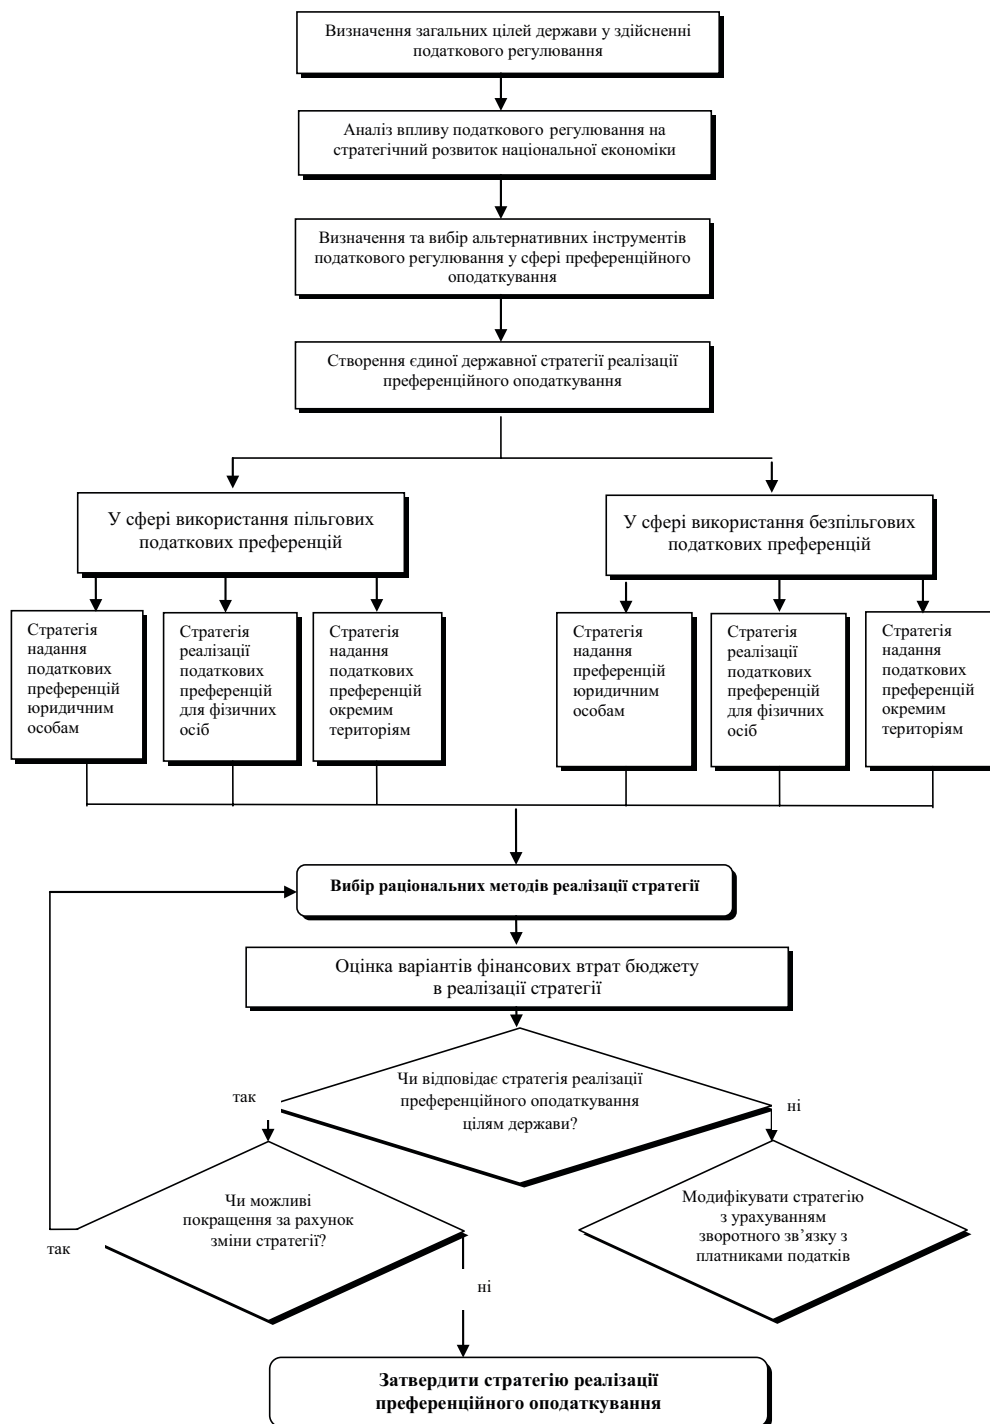 Визначення загальних цілей держави у здійсненні
податкового регулювання
Аналіз впливу податкового регулювання на
стратегічний розвиток національної економіки
Визначення та вибір альтернативних інструментів
податкового регулювання у сфері преференційного
оподаткування
Створення єдиної державної стратегії реалізації
преференційного оподаткування
У сфері використання пільгових
податкових преференцій
У сфері використання безпільгових
податкових преференцій
Стратегія
надання
податкових
преференцій
юридичним
особам
Стратегія
реалізації
податкових
преференцій
для фізичних
осіб
Стратегія
надання
податкових
преференцій
окремим
територіям
Стратегія
надання
преференцій
юридичним
особам
Стратегія
реалізації
податкових
преференцій
для фізичних
осіб
Стратегія
надання
податкових
преференцій
окремим
територіям
Вибір раціональних методів реалізації стратегії
Оцінка варіантів фінансових втрат бюджету
в реалізації стратегії
Чи відповідає стратегія реалізації
преференційного оподаткування
цілям держави?
так
ні
Чи можливі
покращення за рахунок
зміни стратегії?
Модифікувати стратегію
з урахуванням
зворотного зв’язку з
платниками податків
так
ні
Затвердити стратегію реалізації
преференційного оподаткування